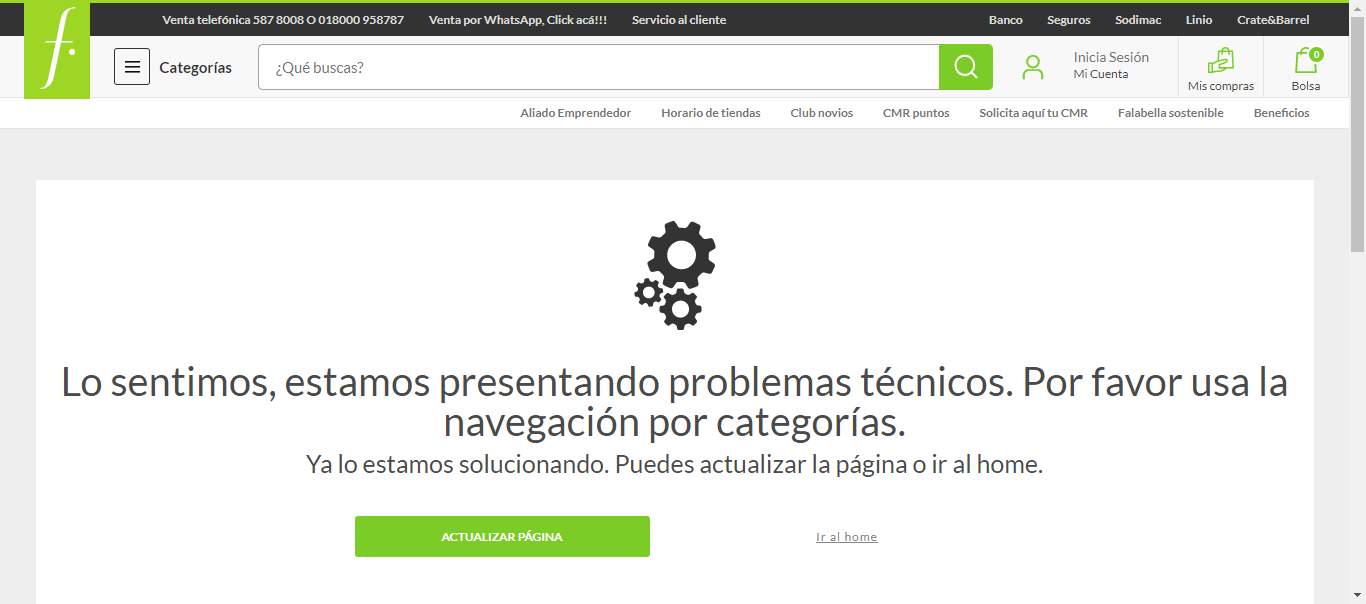 Venta telefónica 587 8008 O 018000 958787 Venta por WhatsApp, Click acá!!! Servicio al cliente Banco Seguros Sodimac Linio Crate&Barrel
f.
Categorías ¿Qué buscas? Inicia Sesión
Mi Cuenta
Mis compras
0
Bolsa
Aliado Emprendedor Horario de tiendas Club novios CMR puntos Solicita aquí tu CMR Falabella sostenible Beneficios
Lo sentimos, estamos presentando problemas técnicos. Por favor usa la
navegación por categorías.
Ya lo estamos solucionando. Puedes actualizar la página o ir al home.
ACTUALIZAR PÁGINA Ir al home